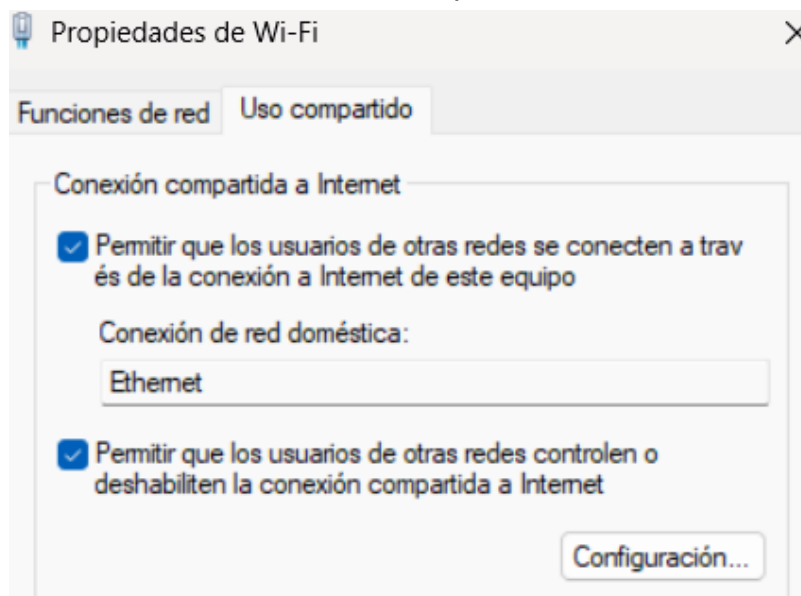 Propiedades de Wi-Fi
Funciones de red Uso compartido
Conexión compartida a Internet
Permitir que los usuarios de otras redes se conecten a trav
és de la conexión a Internet de este equipo
Conexión de red doméstica:
Ethernet
Permitir que los usuarios de otras redes controlen o
deshabiliten la conexión compartida a Internet
Configuración...